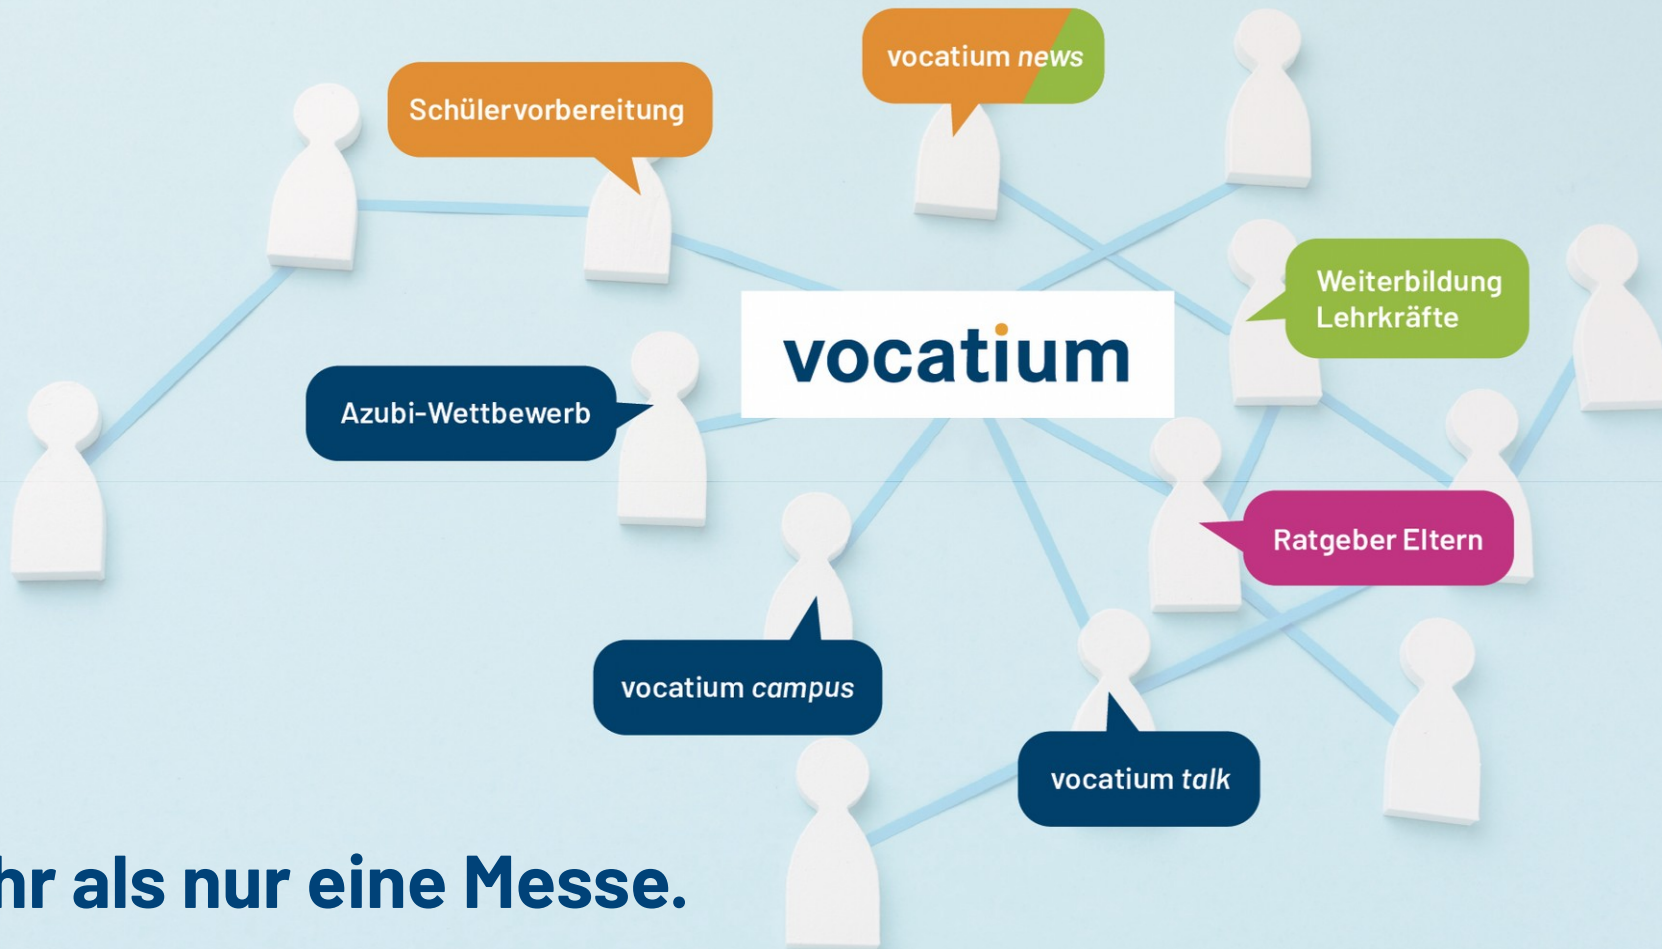 vocatium news
Schülervorbereitung
Weiterbildung
Lehrkräfte
vocatium
Azubi-Wettbewerb
Ratgeber Eltern
vocatium campus
vocatium talk
hr als nur eine Messe.